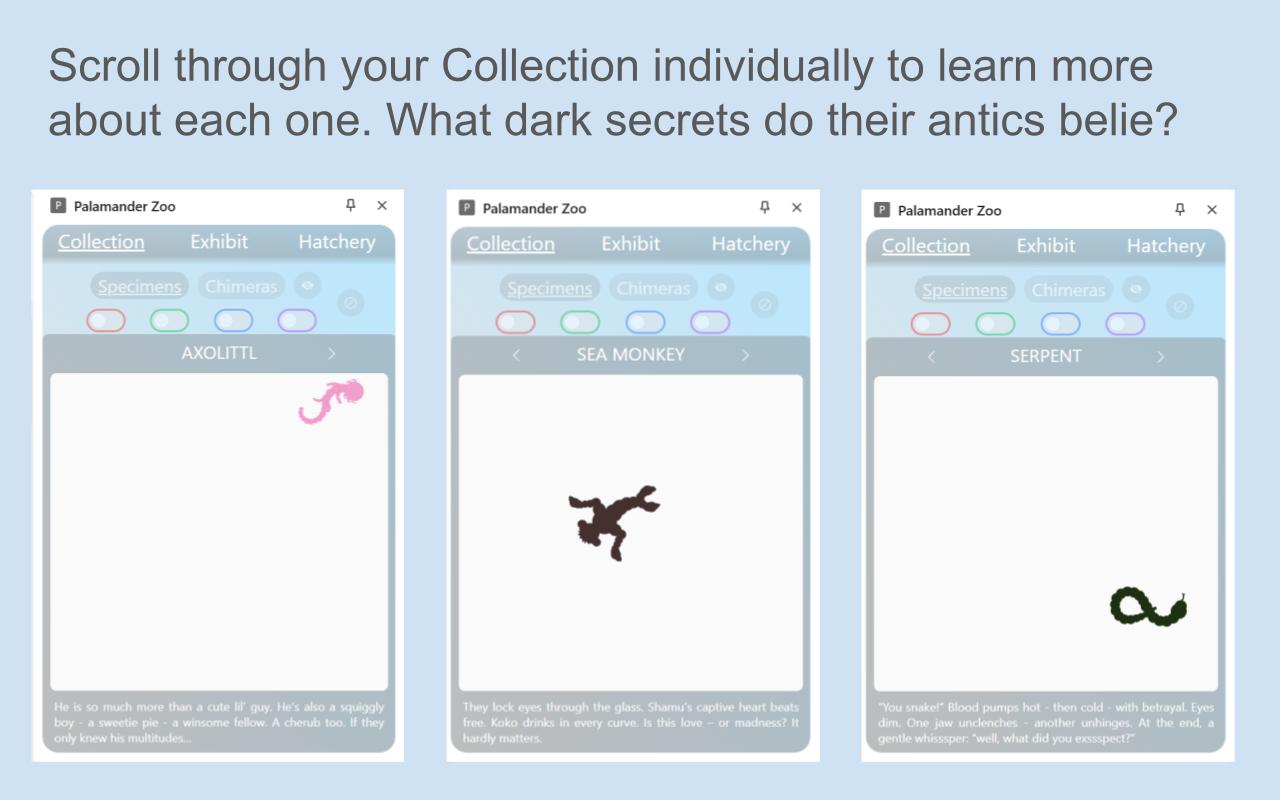 Scroll through your Collection individually to learn more
about each one. What dark secrets do their antics belie?
P Palamander Zoo
Collection Exhibit Hatchery
Specimens Chimeras
AXOLITTL
He is so much more than a cute lil' guy. He's also a squiggly
boy - a sweetie pie - a winsome fellow. A cherub too. If they
only knew his multitudes...
P Palamander Zoo
Collection Exhibit Hatchery
Specimens Chimeras
SEA MONKEY
They lock eyes through the glass. Shamu's captive heart beats
free. Koko drinks in every curve. Is this love – or madness? It
hardly matters.
P Palamander Zoo
Collection Exhibit Hatchery
Specimens Chimeras
SERPENT
"You snake!" Blood pumps hot - then cold - with betrayal. Eyes
dim. One jaw unclenches - another unhinges. At the end, a
gentle whisssper: "well, what did you exssspect?"